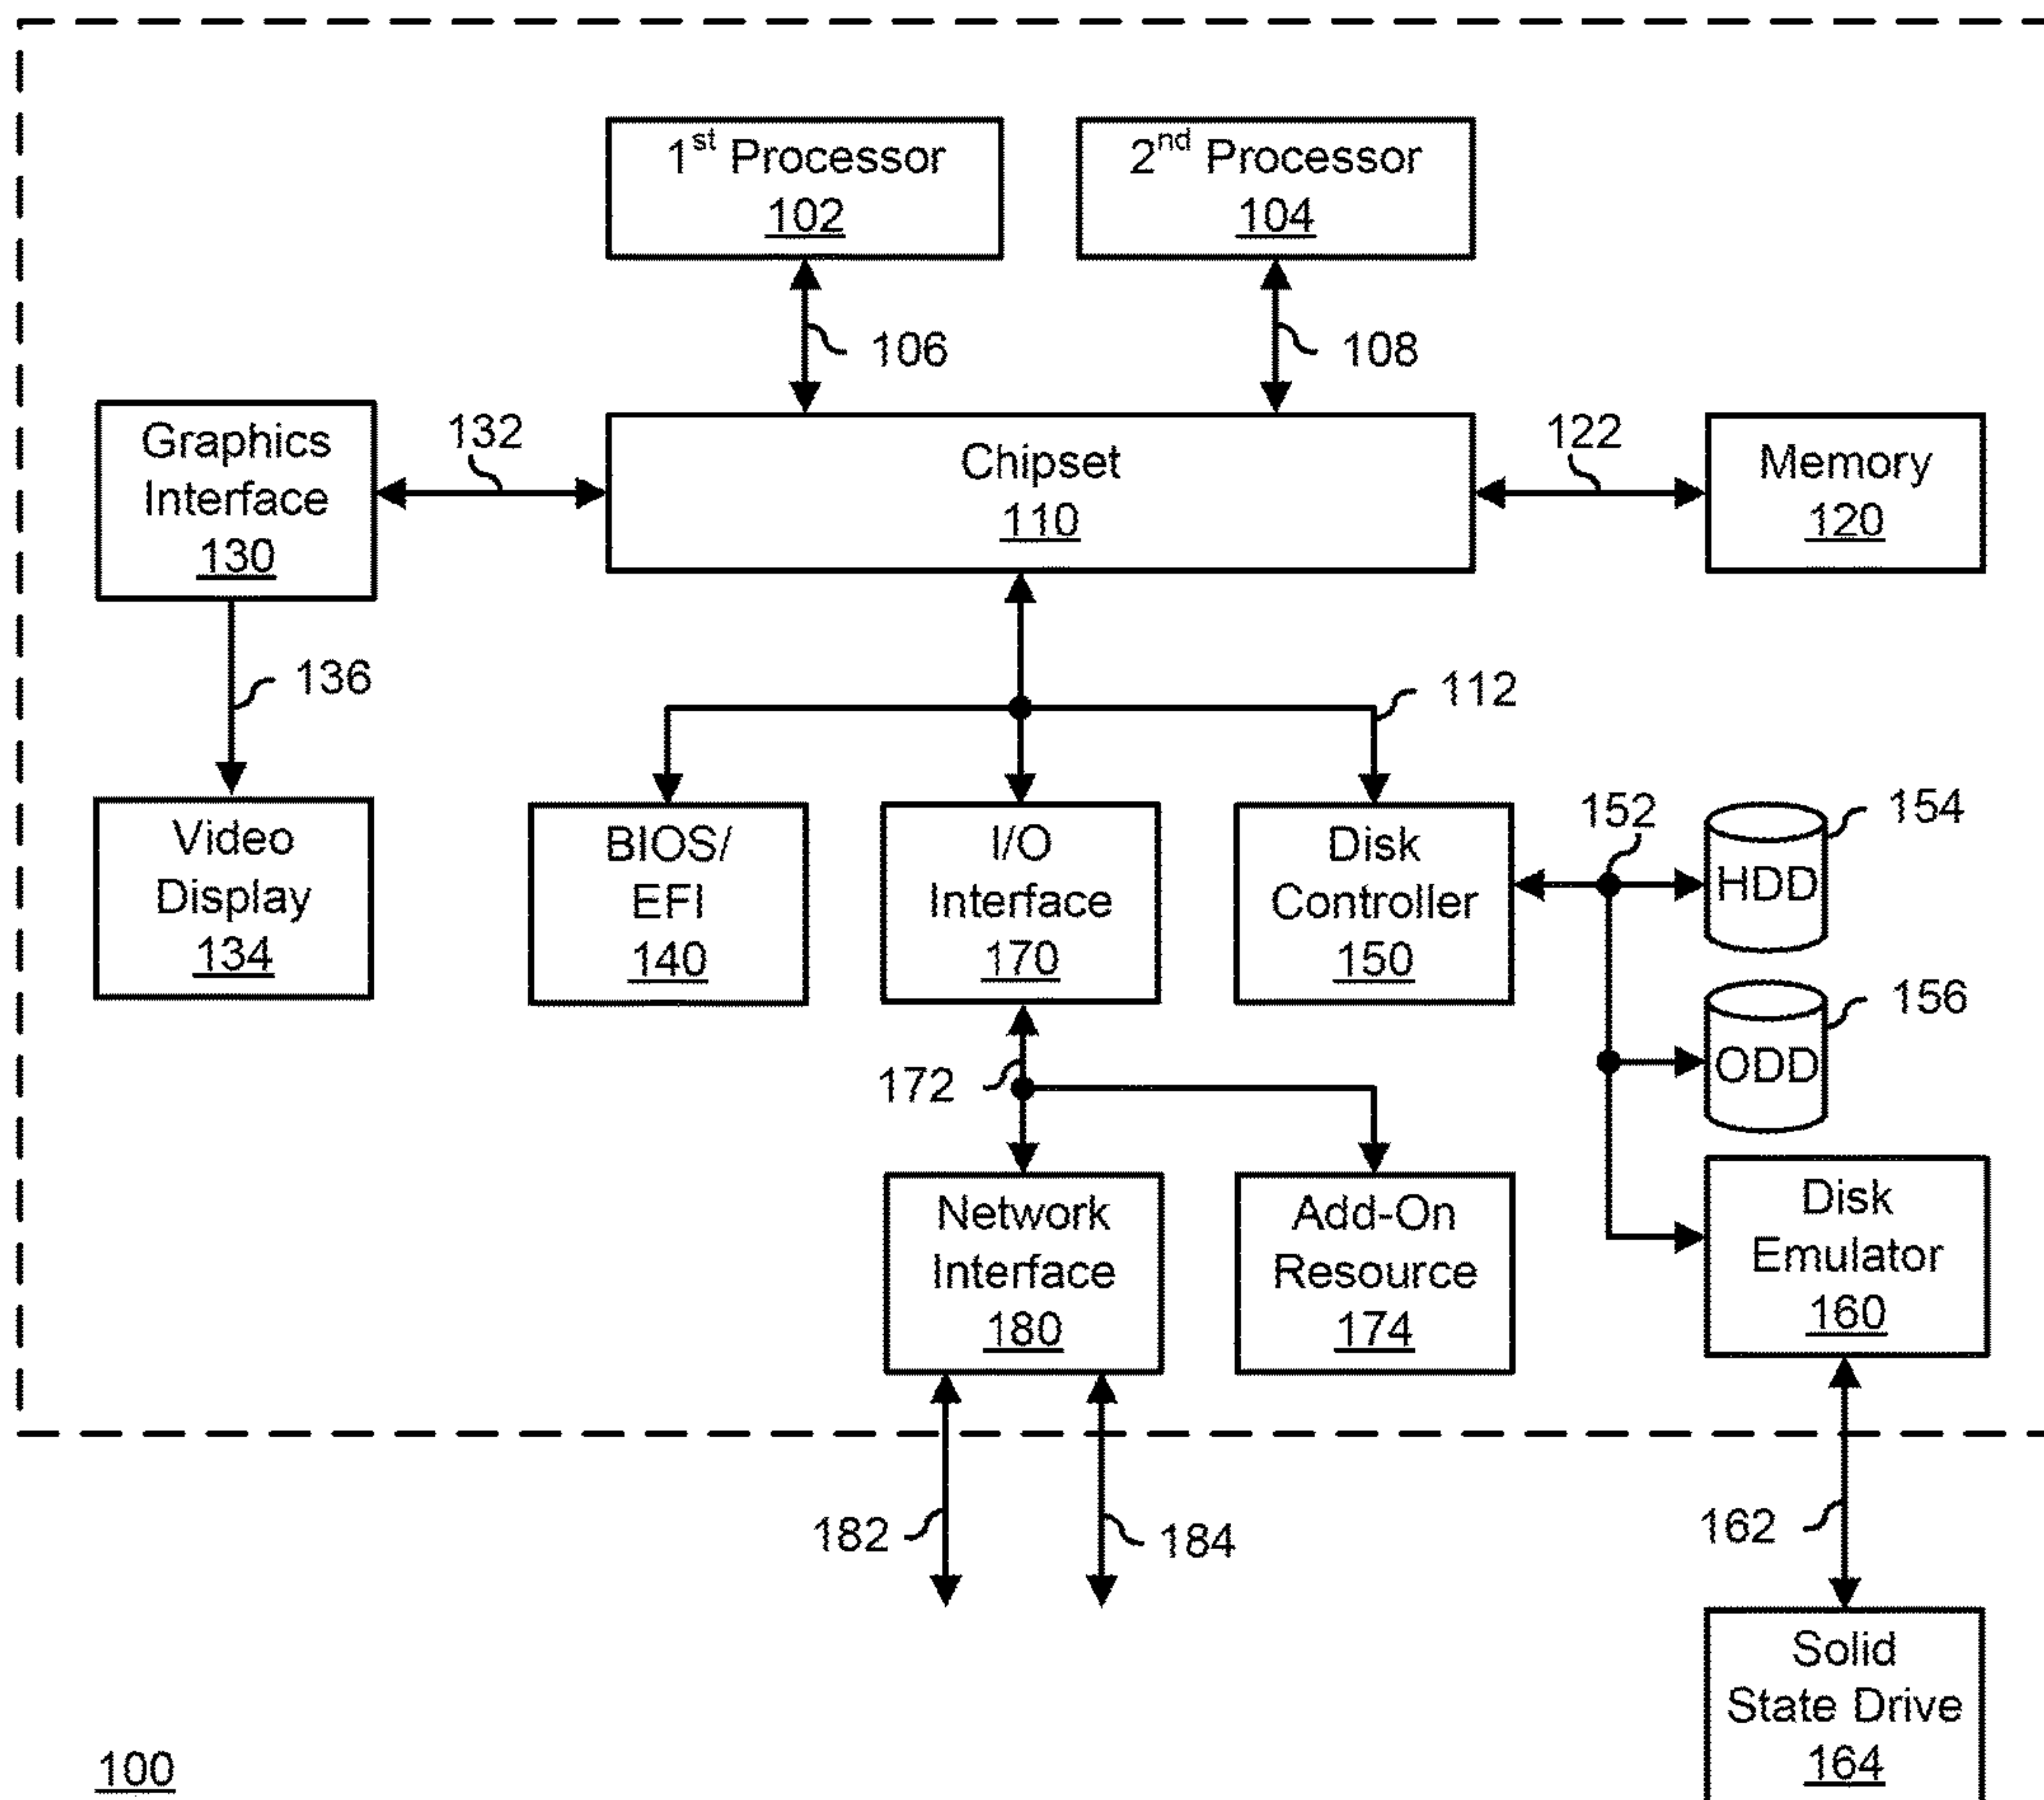 1st Processor
102
2nd Processor
104
106
108
Graphics
Interface
130
132
Chipset
110
122
Memory
120
136
112
Video
Display
134
BIOS/
EFI
140
I/O
Interface
170
Disk
Controller
150
152
154
HDD
156
ODD
172
Network
Interface
180
Add-On
Resource
174
Disk
Emulator
160
182
184
162
Solid
State Drive
164
100